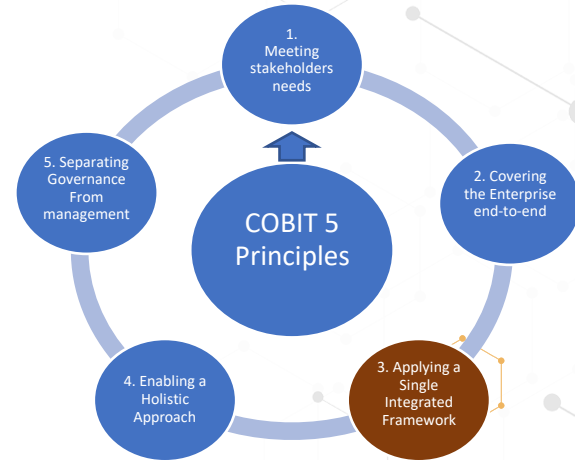 1.
Meeting
stakeholders
needs
2. Covering
the Enterprise
end-to-end
3. Applying a
Single
Integrated
Framework
4. Enabling a
Holistic
Approach
5. Separating
Governance
From
management
COBIT 5
Principles